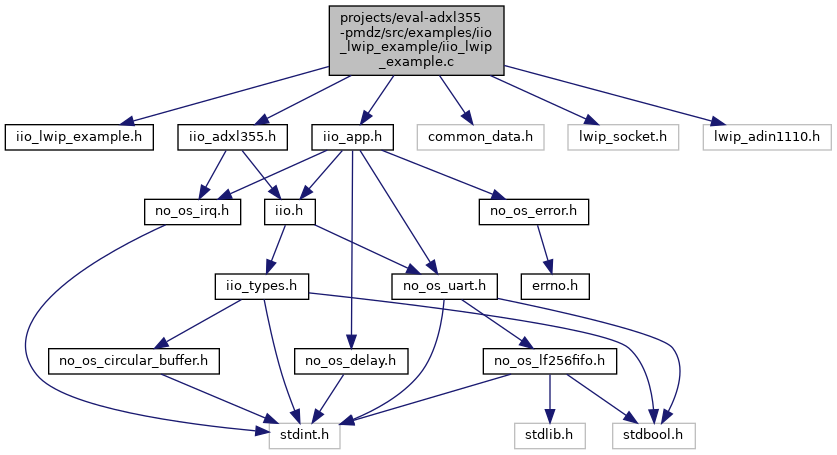 projects/eval-adxl355
-pmdz/src/examples/iio
_lwip_example/iio_lwip
_example.c
iio_lwip_example.h
iio_adxl355.h
iio_app.h
common_data.h
lwip_socket.h
lwip_adin1110.h
no_os_irq.h
iio.h
no_os_error.h
iio_types.h
no_os_uart.h
errno.h
no_os_circular_buffer.h
no_os_delay.h
no_os_lf256fifo.h
stdint.h
stdlib.h
stdbool.h